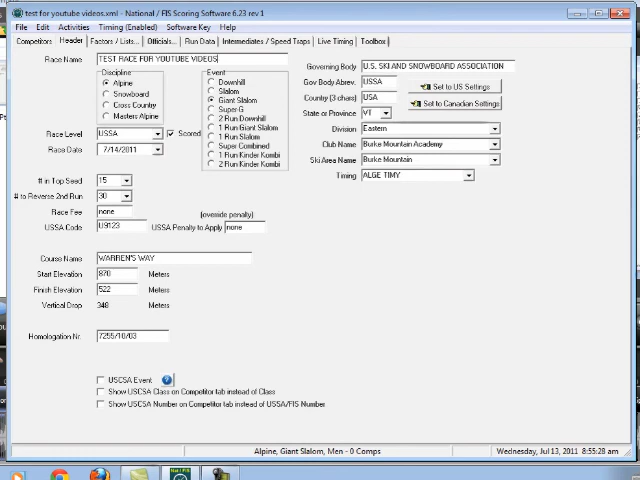 test for youtube videos.xml - National / FIS Scoring Software 6.23 rev 1
File Edit Activities Timing (Enabled) Software Key Help
Competitors Header Factors / Lists... Officials... Run Data Intermediates / Speed Traps Live Timing Toolbox
Race Name TEST RACE FOR YOUTUBE VIDEOS
Discipline
Alpine
Snowboard
Cross Country
Masters Alpine
Event
Downhill
Slalom
Giant Slalom
Super-G
2 Run Downhill
1 Run Giant Slalom
1 Run Slalom
Super Combined
1 Run Kinder Kombi
2 Run Kinder Kombi
Race Level USSA Scored
Race Date 7/14/2011
# in Top Seed 15
# to Reverse 2nd Run 30
Race Fee none
(override penalty)
USSA Code U9123 USSA Penalty to Apply none
Course Name WARREN'S WAY
Start Elevation 870 Meters
Finish Elevation 522 Meters
Vertical Drop 348 Meters
Homologation Nr. 7255/10/03
USCSA Event ?
Show USCSA Class on Competitor tab instead of Class
Show USCSA Number on Competitor tab instead of USSA/FIS Number
Governing Body U.S. SKI AND SNOWBOARD ASSOCIATION
Gov Body Abrev. USSA
Set to US Settings
Country (3 chars) USA
Set to Canadian Settings
State or Province VT
Division Eastern
Club Name Burke Mountain Academy
Ski Area Name Burke Mountain
Timing ALGE TIMY
Alpine, Giant Slalom, Men - 0 Comps
Wednesday, Jul 13, 2011 8:55:28 am